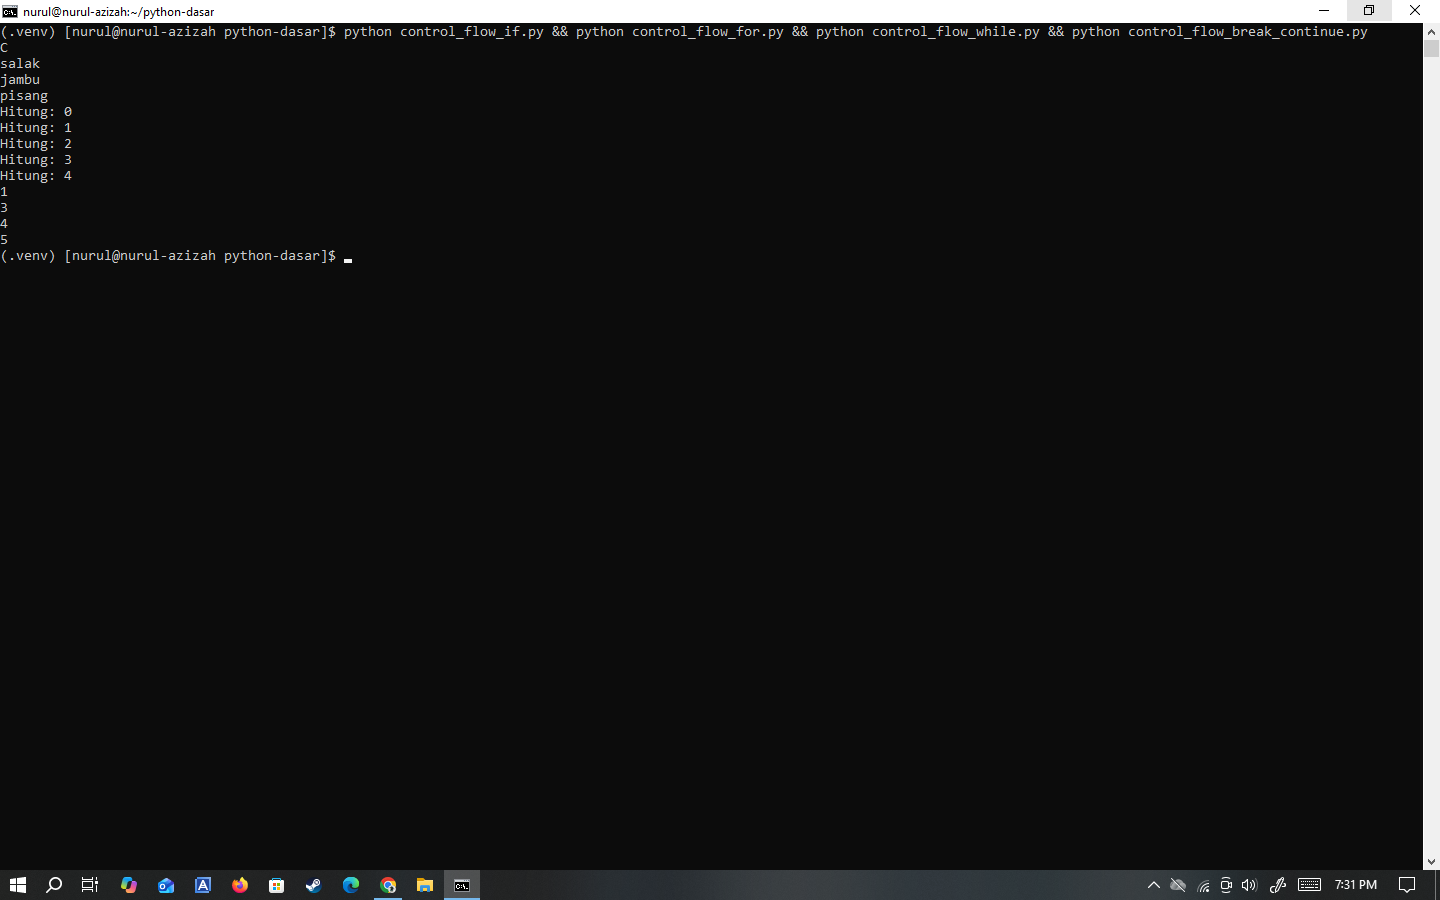 nurul@nurul-azizah:~/python-dasar
(.venv) [nurul@nurul-azizah python-dasar]$ python control_flow_if.py && python control_flow_for.py && python control_flow_while.py && python control_flow_break_continue.py
C
salak
jambu
pisang
Hitung: 0
Hitung: 1
Hitung: 2
Hitung: 3
Hitung: 4
1
3
4
5
(.venv) [nurul@nurul-azizah python-dasar]$
7:31 PM